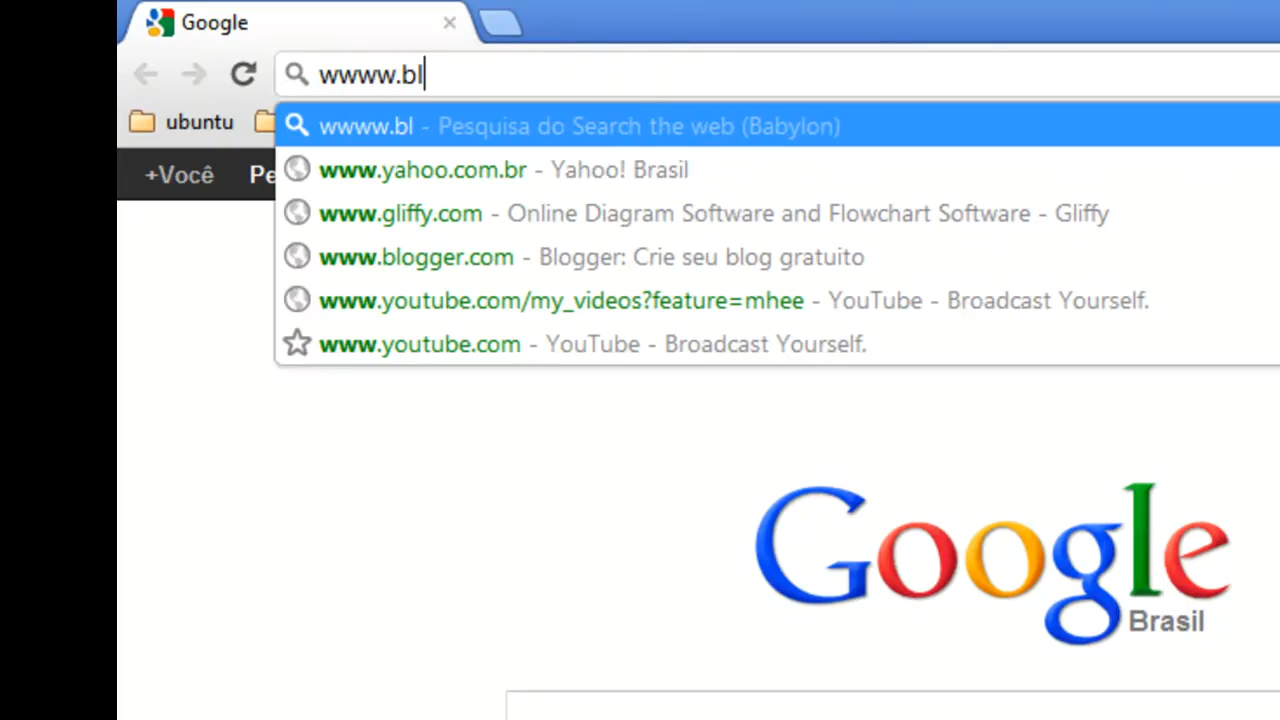 Google
wwww.bl
ubuntu
wwww.bl - Pesquisa do Search the web (Babylon)
+Você
www.yahoo.com.br - Yahoo! Brasil
www.gliffy.com - Online Diagram Software and Flowchart Software - Gliffy
www.blogger.com - Blogger: Crie seu blog gratuito
www.youtube.com/my_videos?feature=mhee - YouTube - Broadcast Yourself.
www.youtube.com - YouTube - Broadcast Yourself.
Google
Brasil